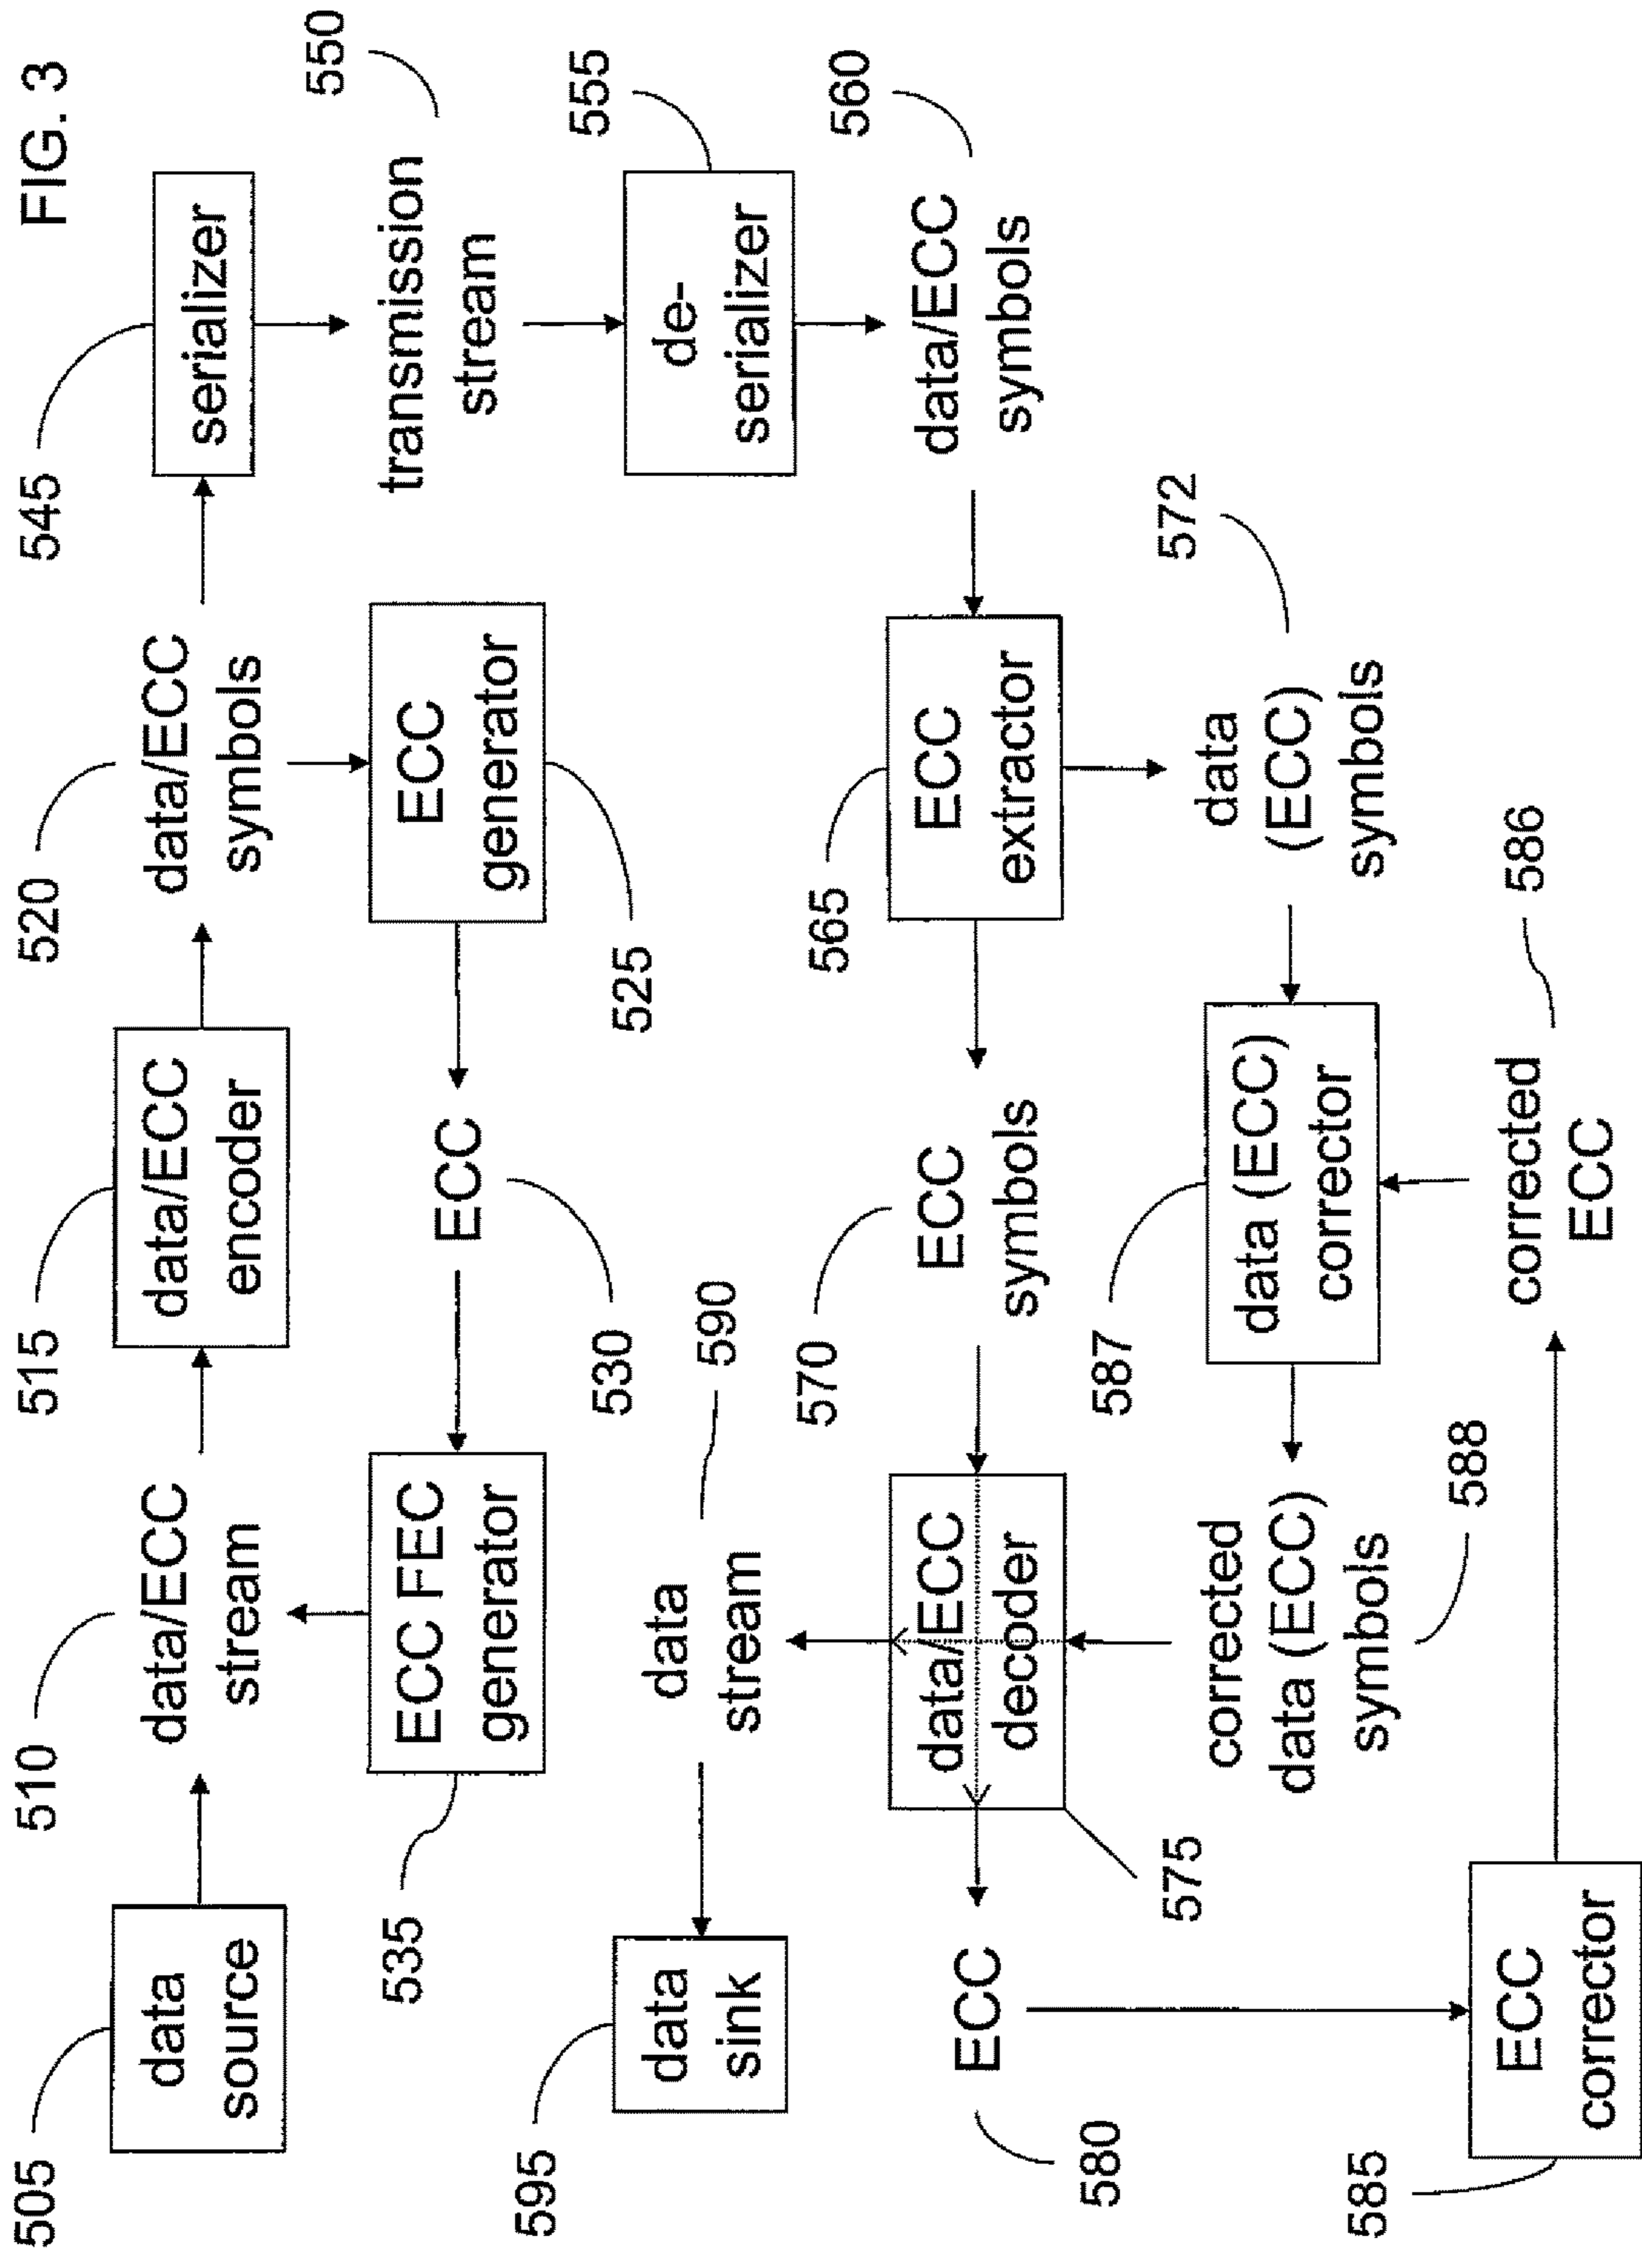 FIG. 3
505
data
source
510
data/ECC
stream
515
data/ECC
encoder
520
data/ECC
symbols
545
serializer
535
ECC FEC
generator
530
ECC
525
ECC
generator
550
transmission
stream
555
de-
serializer
595
data
sink
590
data
stream
560
data/ECC
symbols
565
ECC
extractor
570
ECC
symbols
575
data/ECC
decoder
580
ECC
572
data
(ECC)
symbols
587
data (ECC)
corrector
588
corrected
data (ECC)
symbols
585
ECC
corrector
586
corrected
ECC